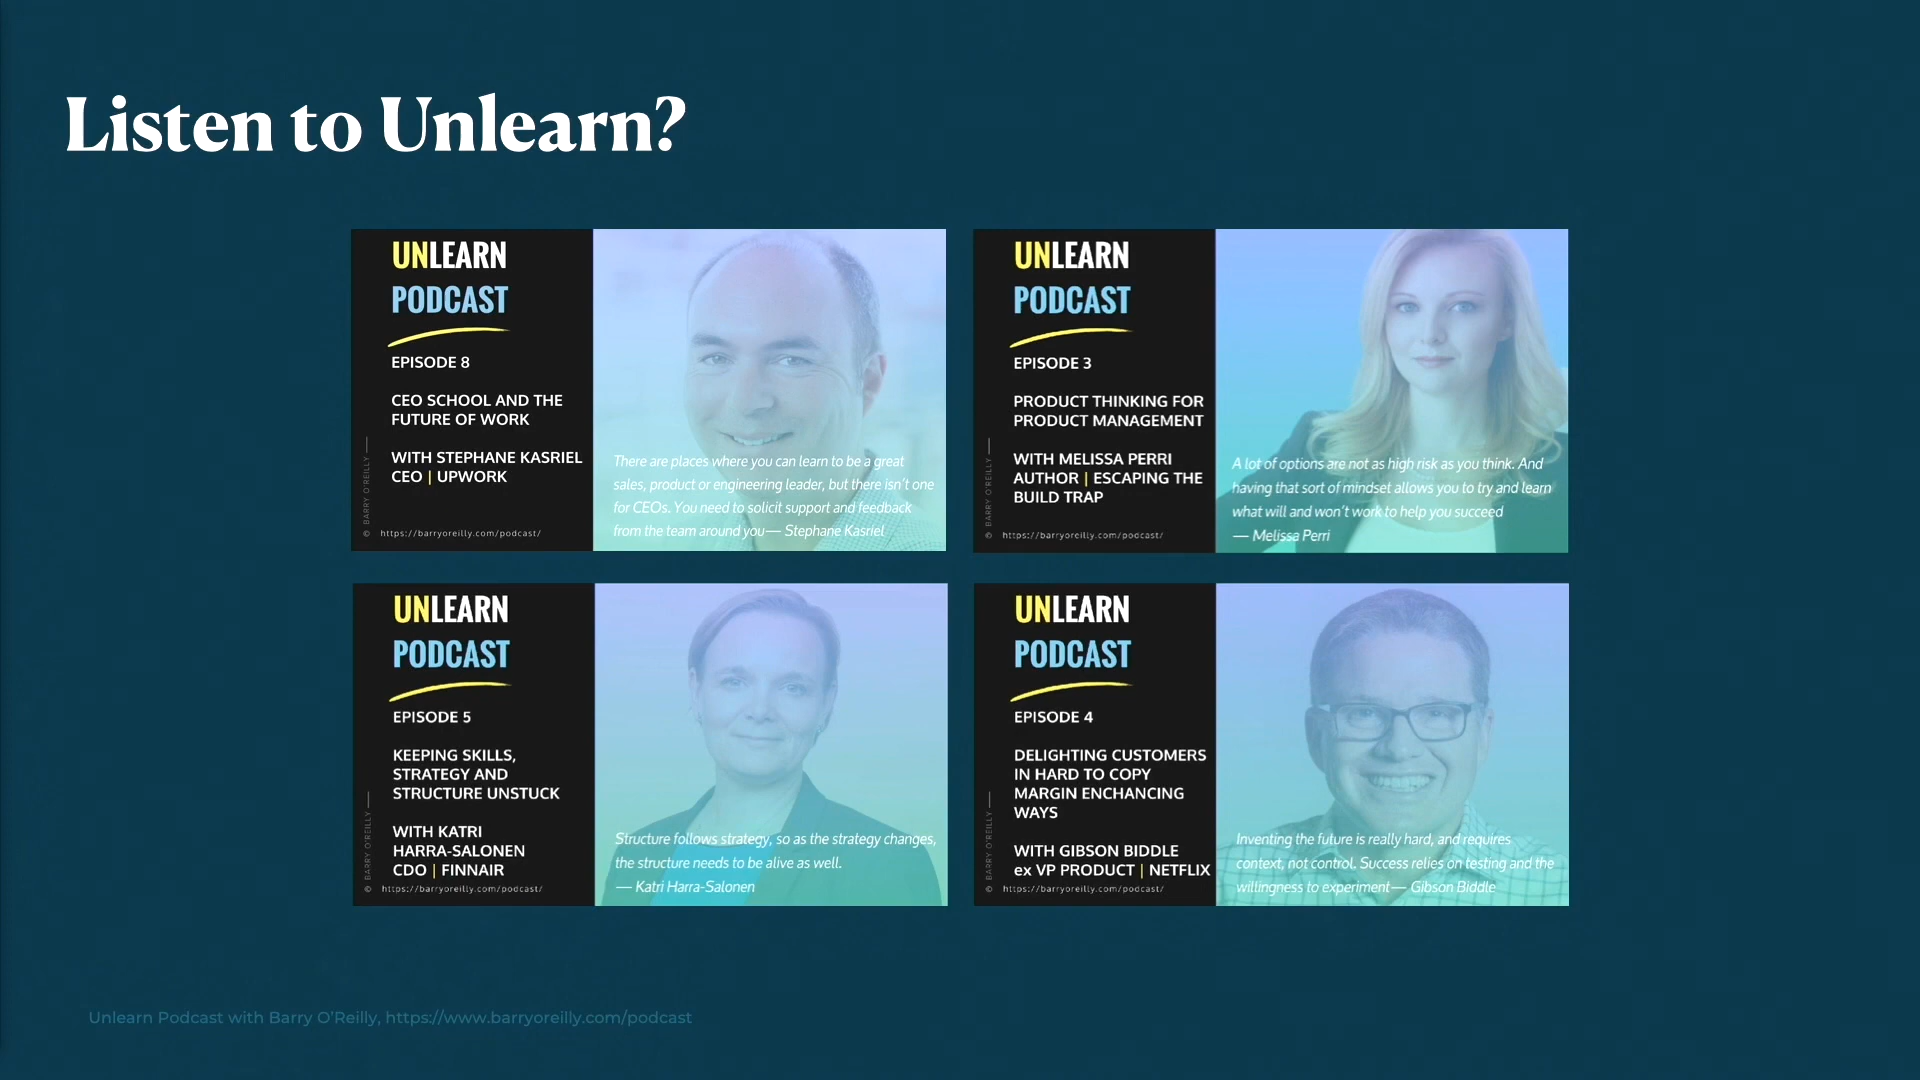 Listen to Unlearn?
UNLEARN
PODCAST
EPISODE 8
CEO SCHOOL AND THE
FUTURE OF WORK
WITH STEPHANE KASRIEL
CEO | UPWORK
© BARRY O'REILLY
https://barryoreilly.com/podcast/
There are places where you can learn to be a great
sales, product or engineering leader, but there isn't one
for CEOs. You need to solicit support and feedback
from the team around you— Stephane Kasriel
UNLEARN
PODCAST
EPISODE 3
PRODUCT THINKING FOR
PRODUCT MANAGEMENT
WITH MELISSA PERRI
AUTHOR | ESCAPING THE
BUILD TRAP
© BARRY O'REILLY
https://barryoreilly.com/podcast/
A lot of options are not as high risk as you think. And
having that sort of mindset allows you to try and learn
what will and won't work to help you succeed
— Melissa Perri
UNLEARN
PODCAST
EPISODE 5
KEEPING SKILLS,
STRATEGY AND
STRUCTURE UNSTUCK
WITH KATRI
HARRA-SALONEN
CDO | FINNAIR
© BARRY O'REILLY
https://barryoreilly.com/podcast/
Structure follows strategy, so as the strategy changes,
the structure needs to be alive as well.
— Katri Harra-Salonen
UNLEARN
PODCAST
EPISODE 4
DELIGHTING CUSTOMERS
IN HARD TO COPY
MARGIN ENCHANCING
WAYS
WITH GIBSON BIDDLE
ex VP PRODUCT | NETFLIX
© BARRY O'REILLY
https://barryoreilly.com/podcast/
Inventing the future is really hard, and requires
context, not control. Success relies on testing and the
willingness to experiment— Gibson Biddle
Unlearn Podcast with Barry O'Reilly, https://www.barryoreilly.com/podcast